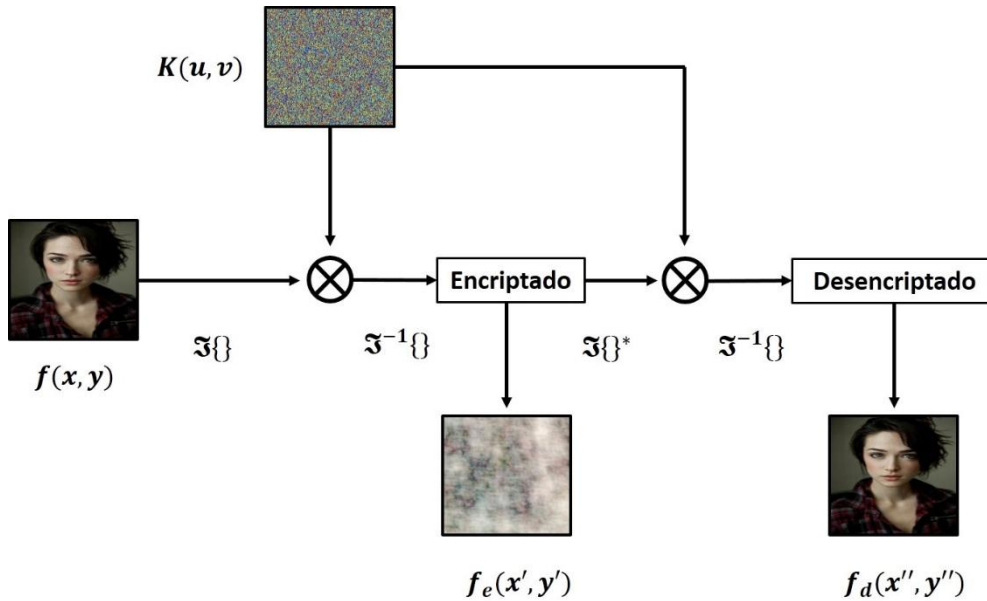 K(u, v)
Encriptado
Desencriptado
𝕴{}
𝕴⁻¹{}
𝕴{}*
𝕴⁻¹{}
f(x, y)
fₑ(x′, y′)
f_d(x′′, y′′)